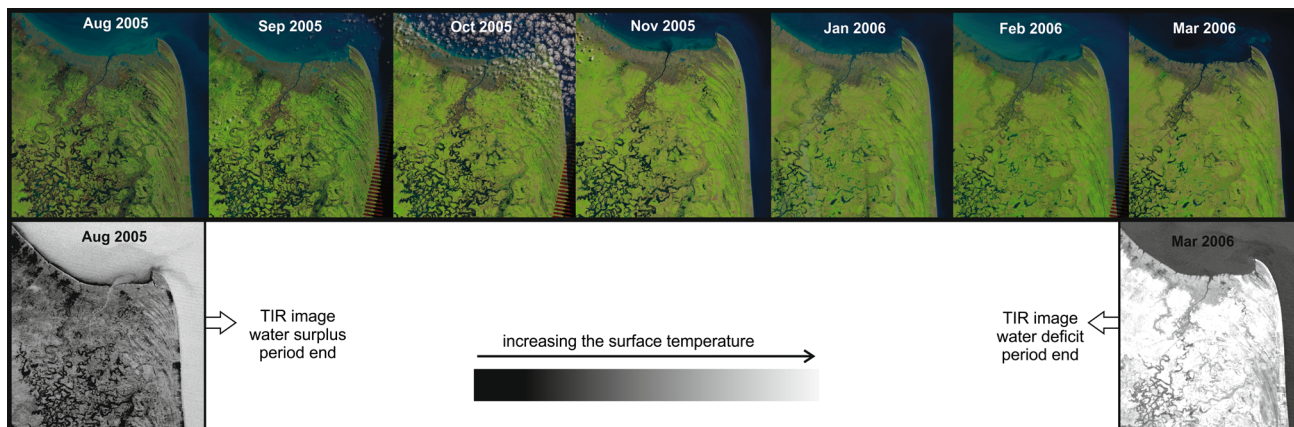 Aug 2005
Sep 2005
Oct 2005
Nov 2005
Jan 2006
Feb 2006
Mar 2006
Aug 2005
TIR image
water surplus
period end
increasing the surface temperature
TIR image
water deficit
period end
Mar 2006